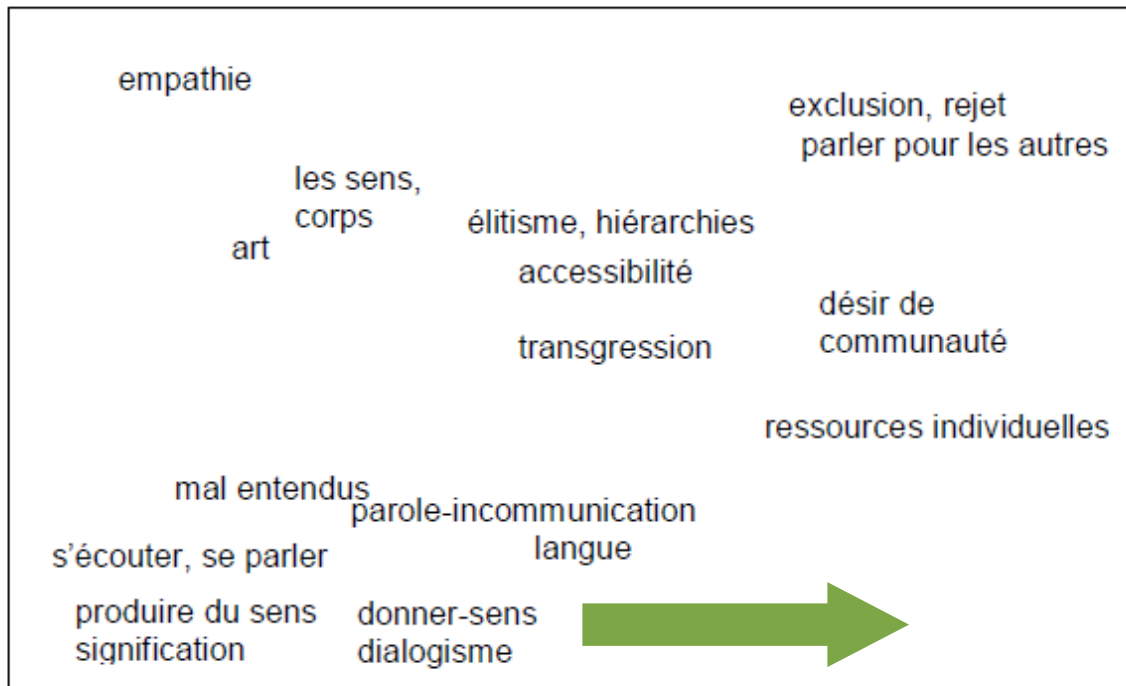 empathie
exclusion, rejet
parler pour les autres
les sens,
corps
art
élitisme, hiérarchies
accessibilité
transgression
désir de
communauté
ressources individuelles
mal entendus
parole-incommunication
langue
s'écouter, se parler
produire du sens
signification
donner-sens
dialogisme